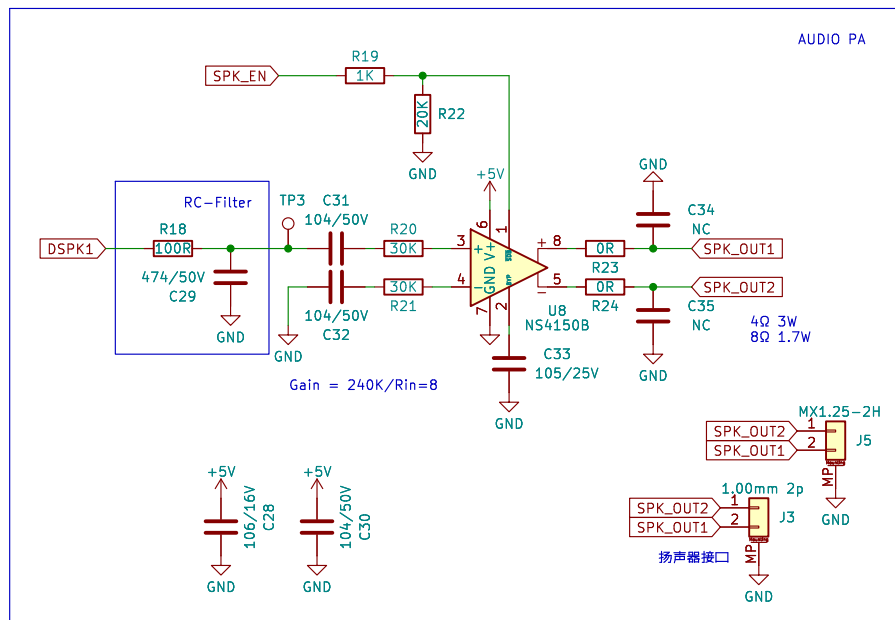 AUDIO PA
R19
SPK_EN
1K
20K
R22
GND
+5V
GND
RC-Filter
TP3
C31
104/50V
R18
R20
6
1
C34
NC
DSPK1
100R
30K
3
+
V+
+
8
0R
SPK_OUT1
R23
474/50V
C29
30K
4
-
GND
BYP
-
5
0R
SPK_OUT2
R21
R24
104/50V
C32
7
2
U8
NS4150B
C35
NC
4Ω 3W
8Ω 1.7W
GND
GND
C33
105/25V
GND
Gain = 240K/Rin=8
GND
MX1.25-2H
SPK_OUT2
1
SPK_OUT1
2
J5
MP
GND
+5V
+5V
106/16V
C28
104/50V
C30
GND
GND
1.00mm 2p
SPK_OUT2
1
SPK_OUT1
2
J3
MP
扬声器接口
GND